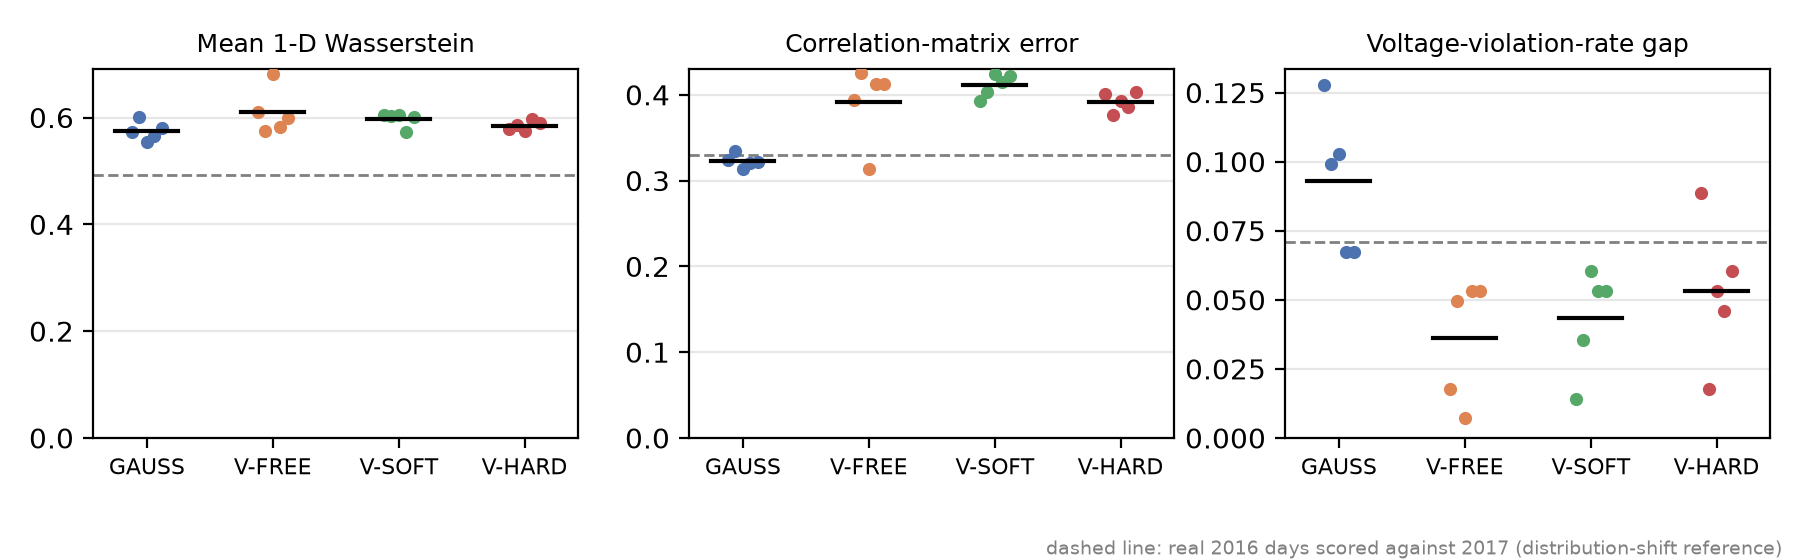 Mean 1-D Wasserstein
0.6
0.4
0.2
0.0
GAUSS V-FREE V-SOFT V-HARD
Correlation-matrix error
0.4
0.3
0.2
0.1
0.0
GAUSS V-FREE V-SOFT V-HARD
Voltage-violation-rate gap
0.125
0.100
0.075
0.050
0.025
0.000
GAUSS V-FREE V-SOFT V-HARD
dashed line: real 2016 days scored against 2017 (distribution-shift reference)